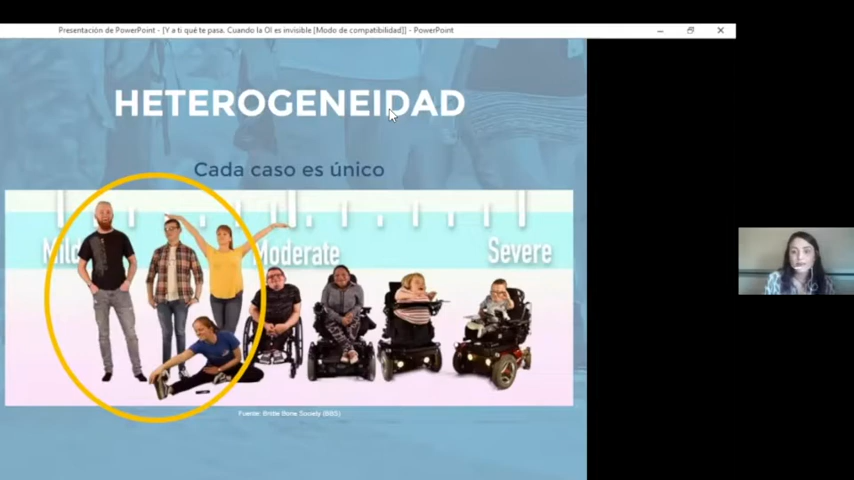 Presentación de PowerPoint - [Y a ti qué te pasa. Cuando la OI es invisible [Modo de compatibilidad]] - PowerPoint
HETEROGENEIDAD
Cada caso es único
Mild Moderate Severe
Fuente: Brittle Bone Society (BBS)